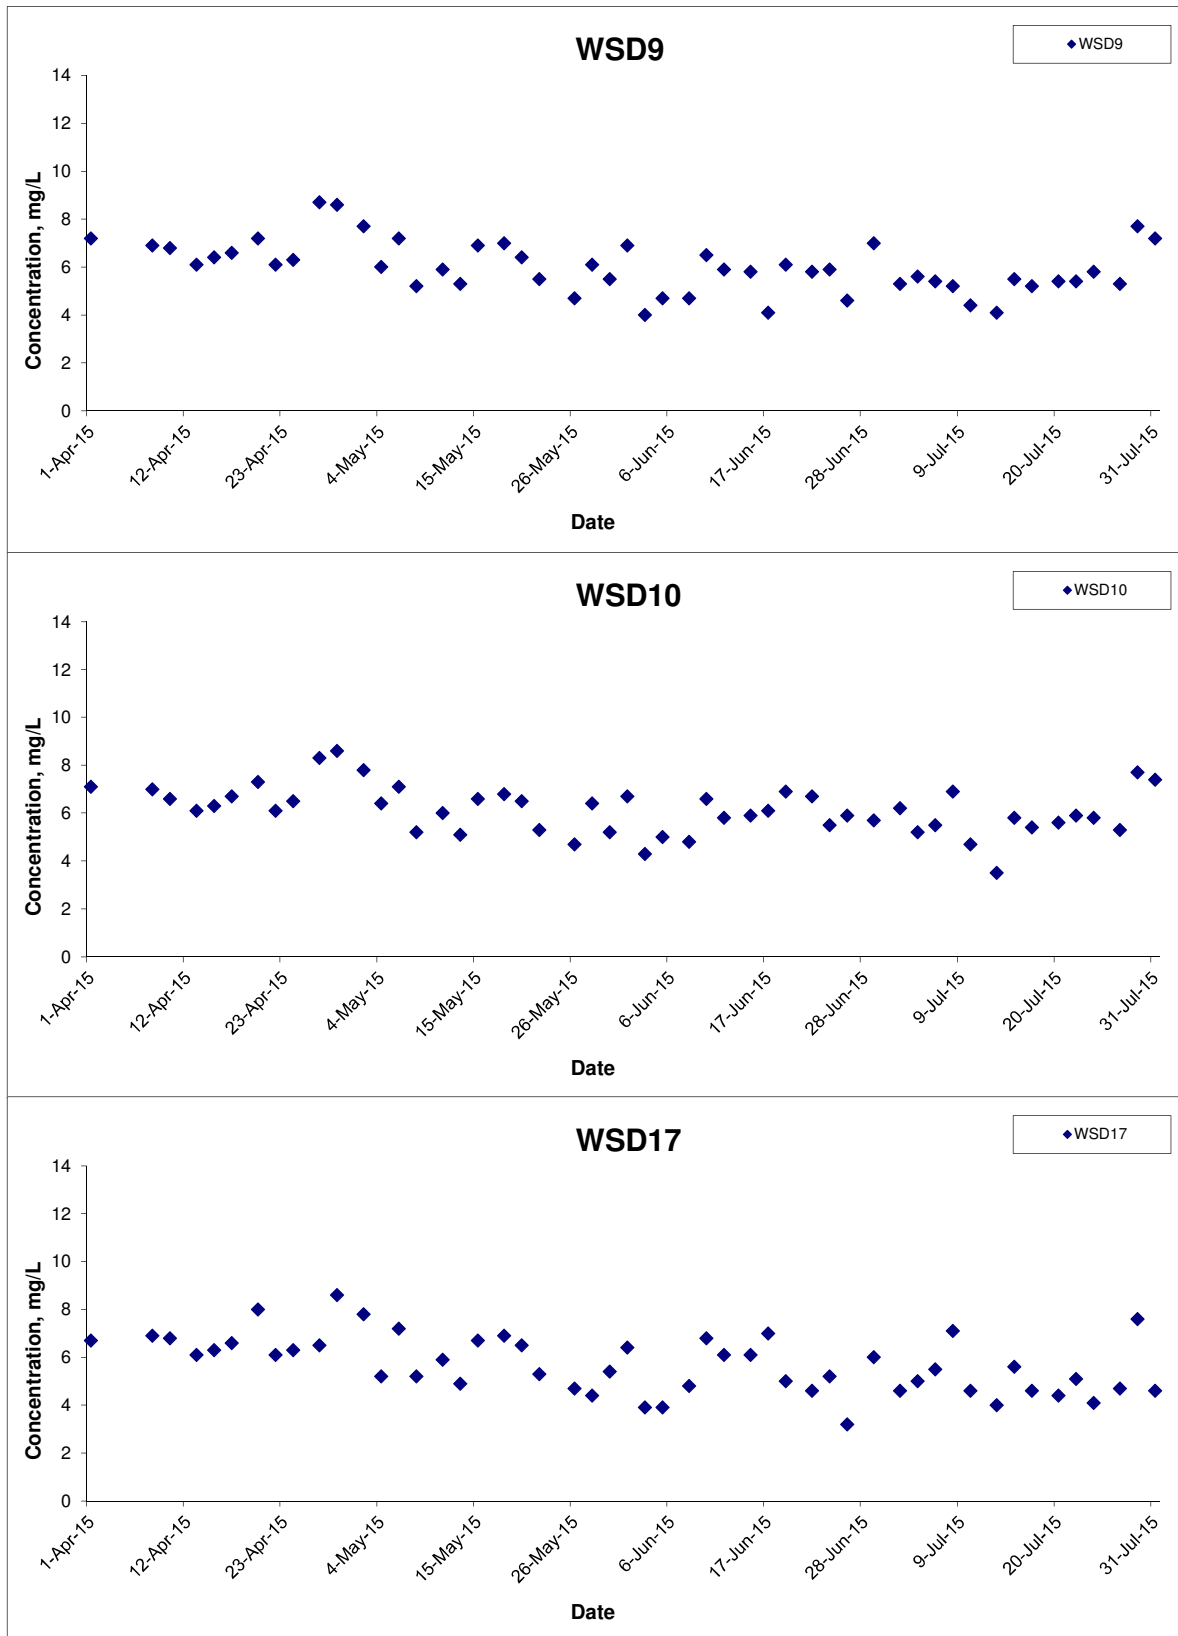 WSD9
WSD9
Concentration, mg/L
14
12
10
8
6
4
2
0
1-Apr-15
12-Apr-15
23-Apr-15
4-May-15
15-May-15
26-May-15
6-Jun-15
17-Jun-15
28-Jun-15
9-Jul-15
20-Jul-15
31-Jul-15
Date
WSD10
WSD10
Concentration, mg/L
14
12
10
8
6
4
2
0
1-Apr-15
12-Apr-15
23-Apr-15
4-May-15
15-May-15
26-May-15
6-Jun-15
17-Jun-15
28-Jun-15
9-Jul-15
20-Jul-15
31-Jul-15
Date
WSD17
WSD17
Concentration, mg/L
14
12
10
8
6
4
2
0
1-Apr-15
12-Apr-15
23-Apr-15
4-May-15
15-May-15
26-May-15
6-Jun-15
17-Jun-15
28-Jun-15
9-Jul-15
20-Jul-15
31-Jul-15
Date